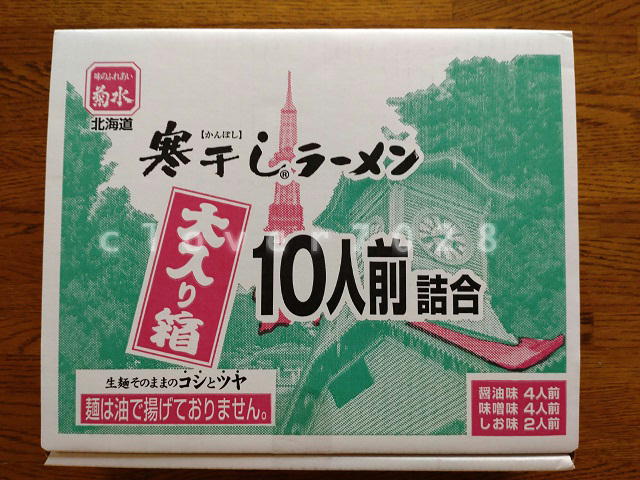 味のふれあい
菊水
北海道
【かんぼし】
寒干し®ラーメン
大入り箱
clover7028
10人前詰合
生麺そのままのコシとツヤ
麺は油で揚げておりません。
醤油味 4人前
味噌味 4人前
しお味 2人前